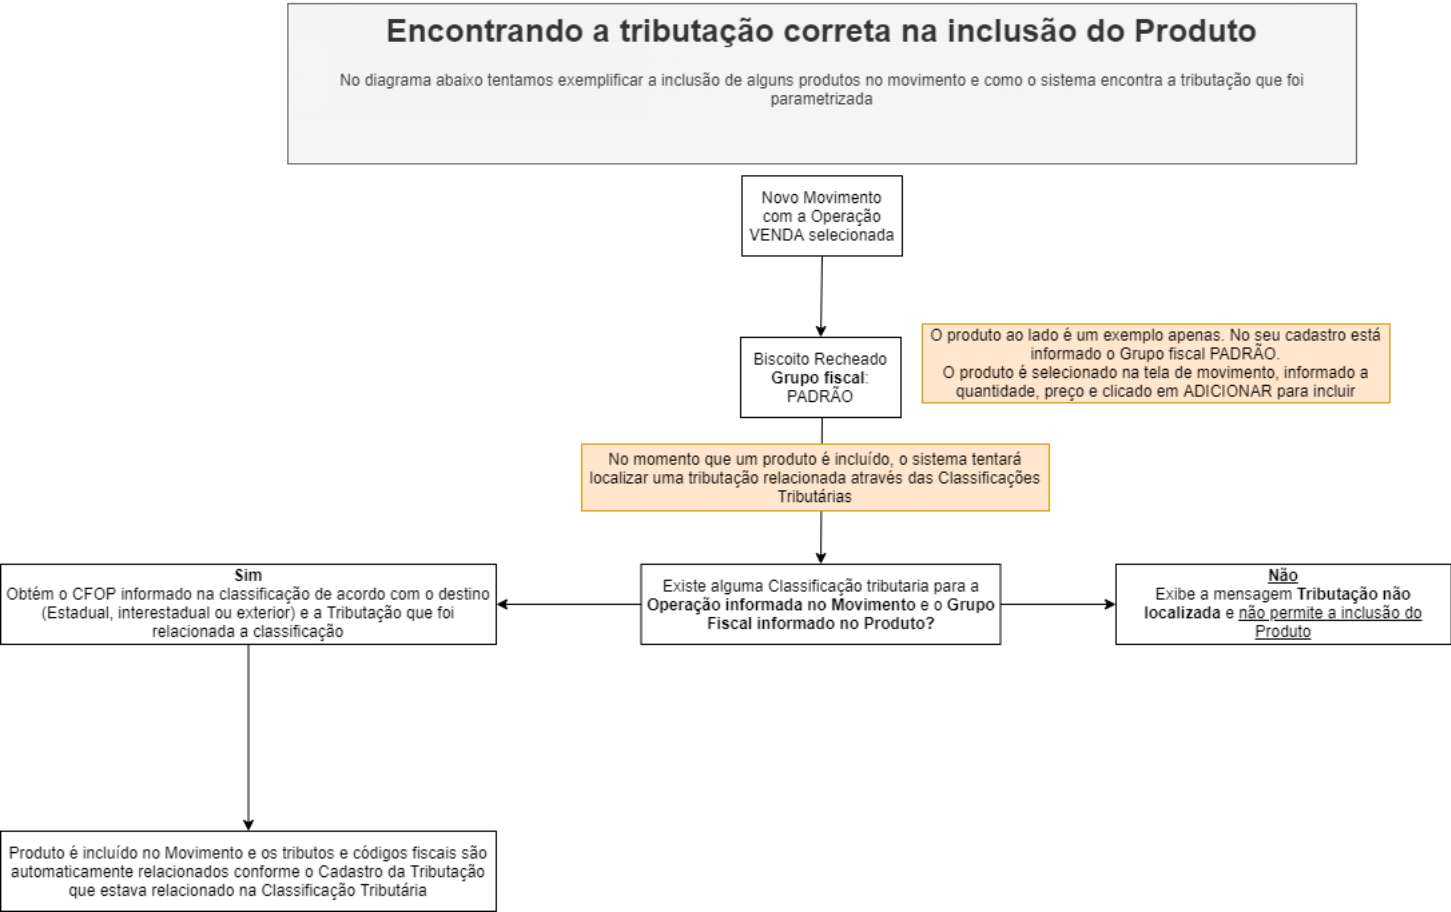 Encontrando a tributação correta na inclusão do Produto
No diagrama abaixo tentamos exemplificar a inclusão de alguns produtos no movimento e como o sistema encontra a tributação que foi
parametrizada
Novo Movimento
com a Operação
VENDA selecionada
Biscoito Recheado
Grupo fiscal:
PADRÃO
O produto ao lado é um exemplo apenas. No seu cadastro está
informado o Grupo fiscal PADRÃO.
O produto é selecionado na tela de movimento, informado a
quantidade, preço e clicado em ADICIONAR para incluir
No momento que um produto é incluído, o sistema tentará
localizar uma tributação relacionada através das Classificações
Tributárias
Sim
Obtém o CFOP informado na classificação de acordo com o destino
(Estadual, interestadual ou exterior) e a Tributação que foi
relacionada a classificação
Existe alguma Classificação tributaria para a
Operação informada no Movimento e o Grupo
Fiscal informado no Produto?
Não
Exibe a mensagem Tributação não
localizada e não permite a inclusão do
Produto
Produto é incluído no Movimento e os tributos e códigos fiscais são
automaticamente relacionados conforme o Cadastro da Tributação
que estava relacionado na Classificação Tributária